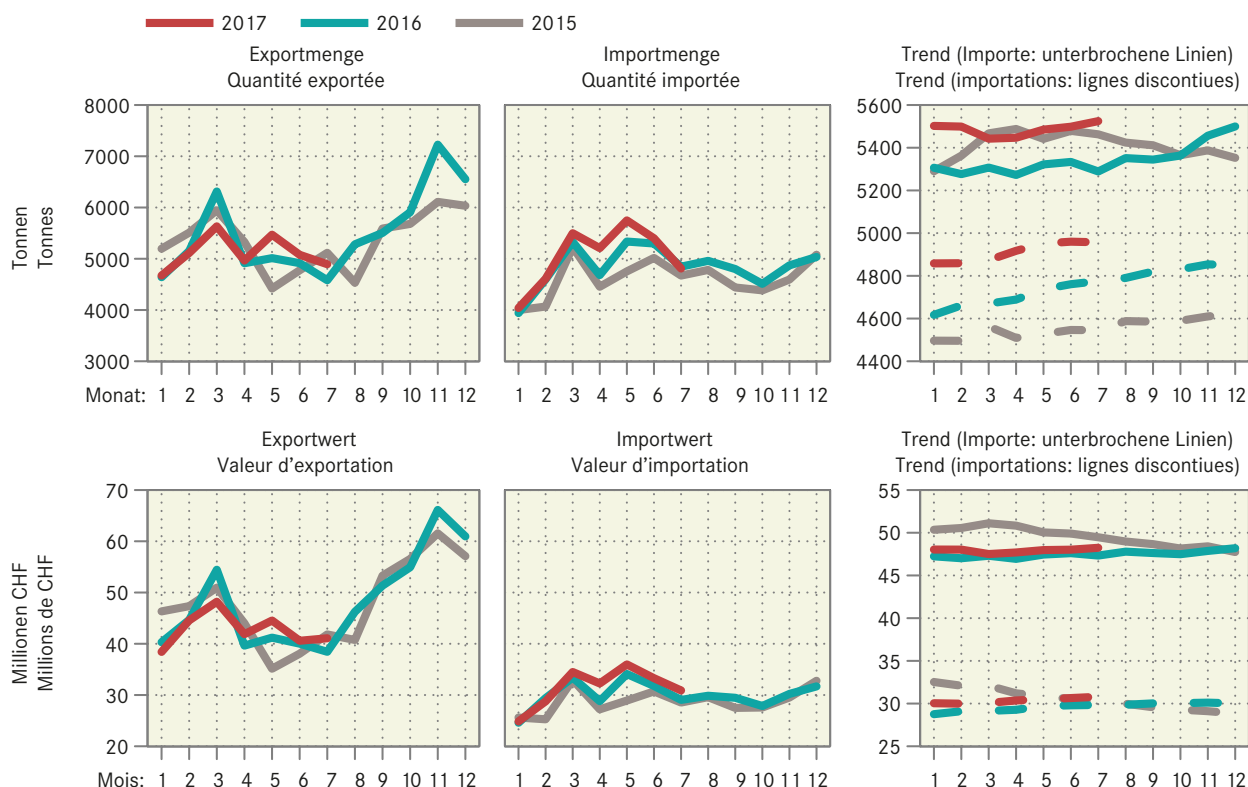 2017 2016 2015
Exportmenge
Quantité exportée
Importmenge
Quantité importée
Trend (Importe: unterbrochene Linien)
Trend (importations: lignes discontiues)
Tonnen
Tonnes
8000
7000
6000
5000
4000
3000
5600
5400
5200
5000
4800
4600
4400
Monat: 1 2 3 4 5 6 7 8 9 10 11 12
1 2 3 4 5 6 7 8 9 10 11 12
1 2 3 4 5 6 7 8 9 10 11 12
Exportwert
Valeur d'exportation
Importwert
Valeur d'importation
Trend (Importe: unterbrochene Linien)
Trend (importations: lignes discontiues)
Millionen CHF
Millions de CHF
70
60
50
40
30
20
55
50
45
40
35
30
25
Mois: 1 2 3 4 5 6 7 8 9 10 11 12
1 2 3 4 5 6 7 8 9 10 11 12
1 2 3 4 5 6 7 8 9 10 11 12